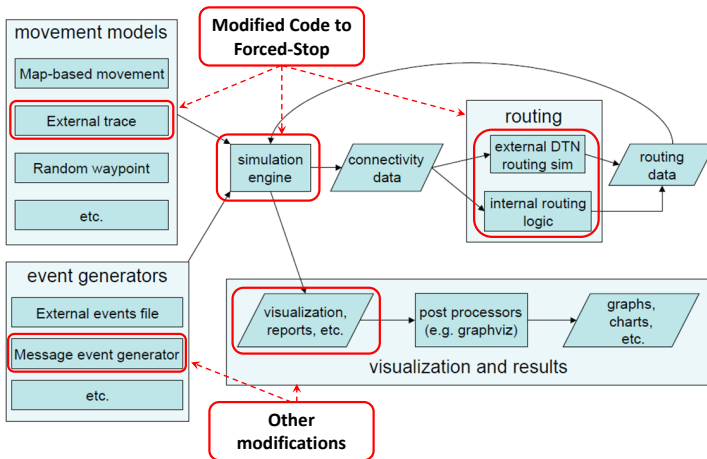 movement models
Map-based movement
External trace
Random waypoint
etc.
Modified Code to
Forced-Stop
simulation
engine
connectivity
data
routing
external DTN
routing sim
internal routing
logic
routing
data
event generators
External events file
Message event generator
etc.
visualization,
reports, etc.
post processors
(e.g. graphviz)
graphs,
charts,
etc.
visualization and results
Other
modifications